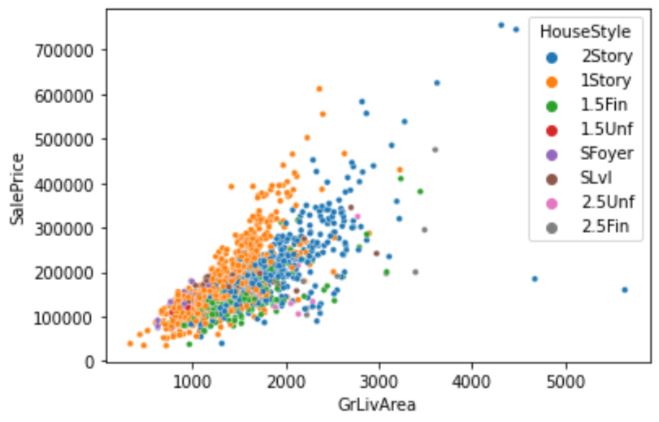 HouseStyle
2Story
1Story
1.5Fin
1.5Unf
SFoyer
SLvl
2.5Unf
2.5Fin
SalePrice
700000
600000
500000
400000
300000
200000
100000
0
1000 2000 3000 4000 5000
GrLivArea